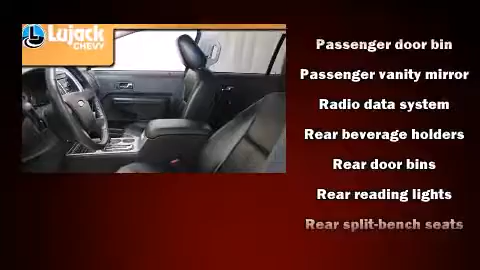 Lujack
CHEVY
Passenger door bin
Passenger vanity mirror
Radio data system
Rear beverage holders
Rear door bins
Rear reading lights
Rear split-bench seats